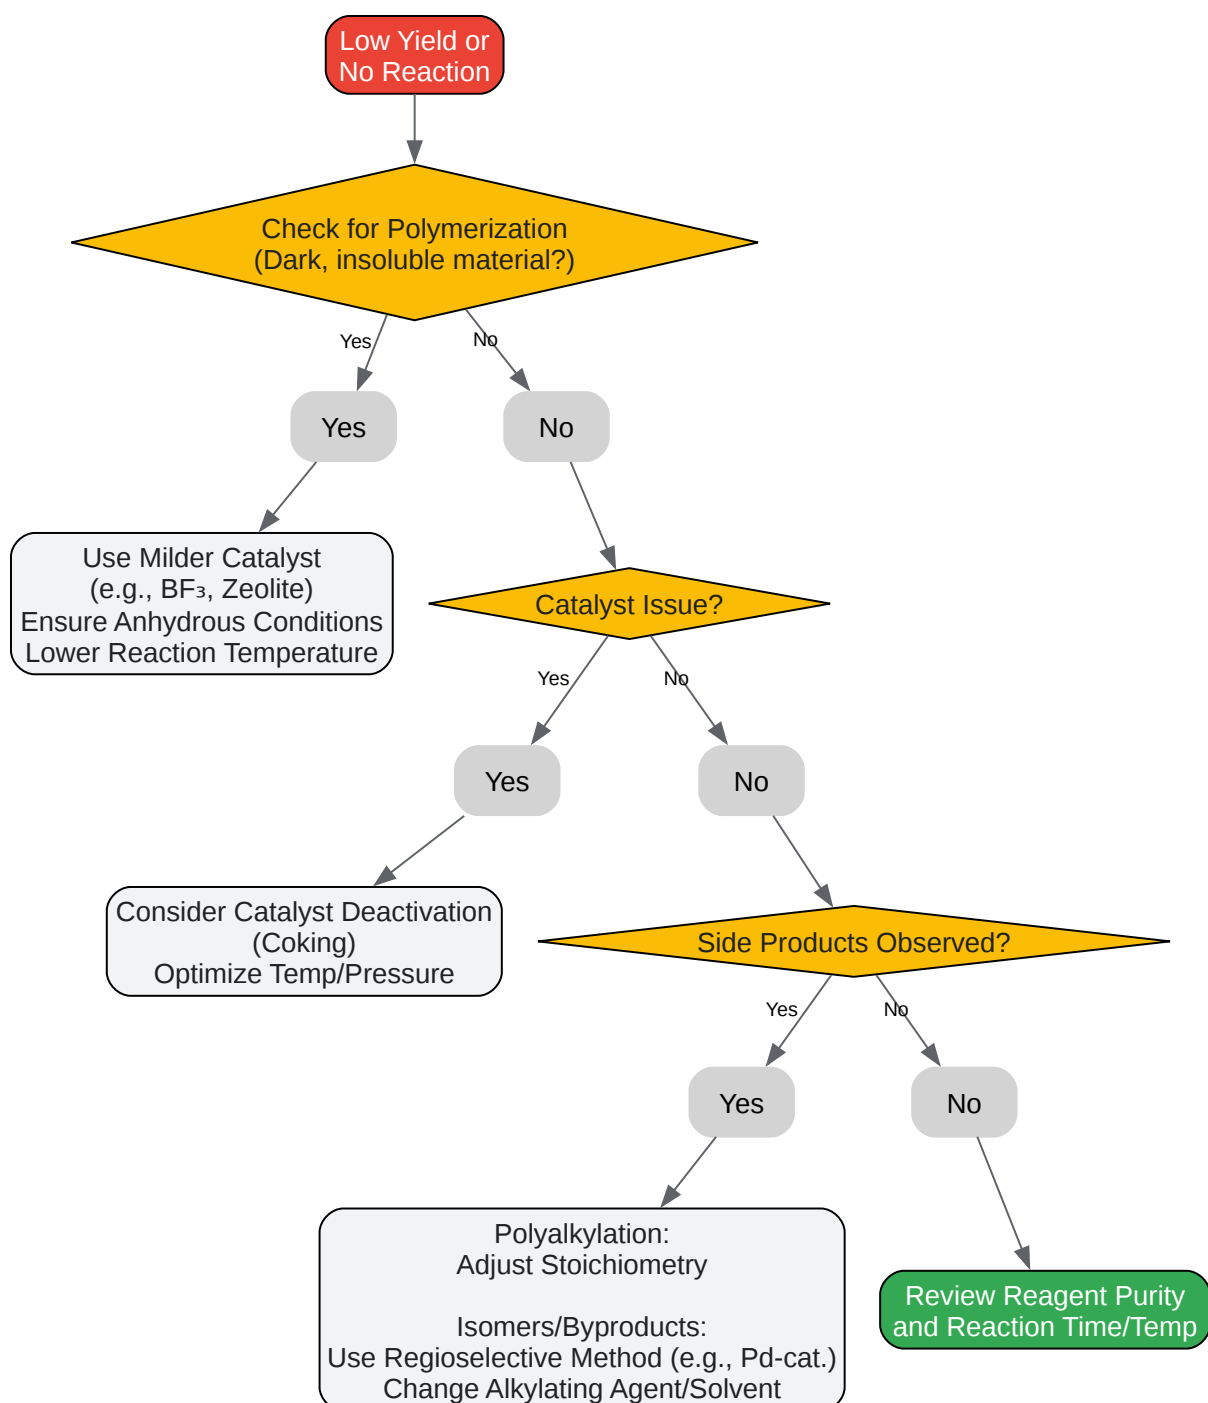 Low Yield or
No Reaction
Check for Polymerization
(Dark, insoluble material?)
Yes
No
Yes
No
Use Milder Catalyst
(e.g., BF₃, Zeolite)
Ensure Anhydrous Conditions
Lower Reaction Temperature
Catalyst Issue?
Yes
No
Yes
No
Consider Catalyst Deactivation
(Coking)
Optimize Temp/Pressure
Side Products Observed?
Yes
No
Yes
No
Polyalkylation:
Adjust Stoichiometry
Isomers/Byproducts:
Use Regioselective Method (e.g., Pd-cat.)
Change Alkylating Agent/Solvent
Review Reagent Purity
and Reaction Time/Temp